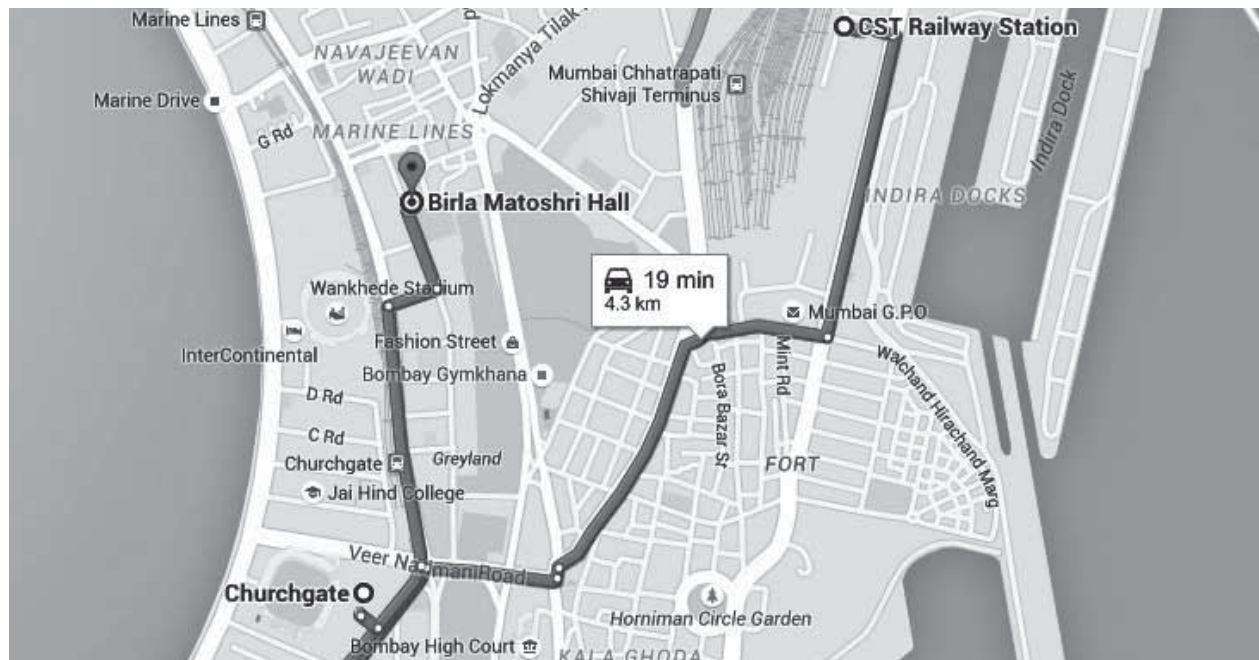 Marine Lines
CST Railway Station
NAVAJEEVAN
WADI
Lokmanya Tilak
Mumbai Chhatrapati
Shivaji Terminus
Indira Dock
Marine Drive
G Rd
MARINE LINES
Birla Matoshri Hall
INDIRA DOCKS
19 min
4.3 km
Wankhede Stadium
Mumbai G.P.O
InterContinental
Fashion Street
Mint Rd
Walchand Hirachand Marg
Bombay Gymkhana
Bora Bazar Sr
D Rd
C Rd
Churchgate
Greyland
FORT
Jai Hind College
Veer Nariman Road
Churchgate
Horniman Circle Garden
Bombay High Court
KALA GHODA